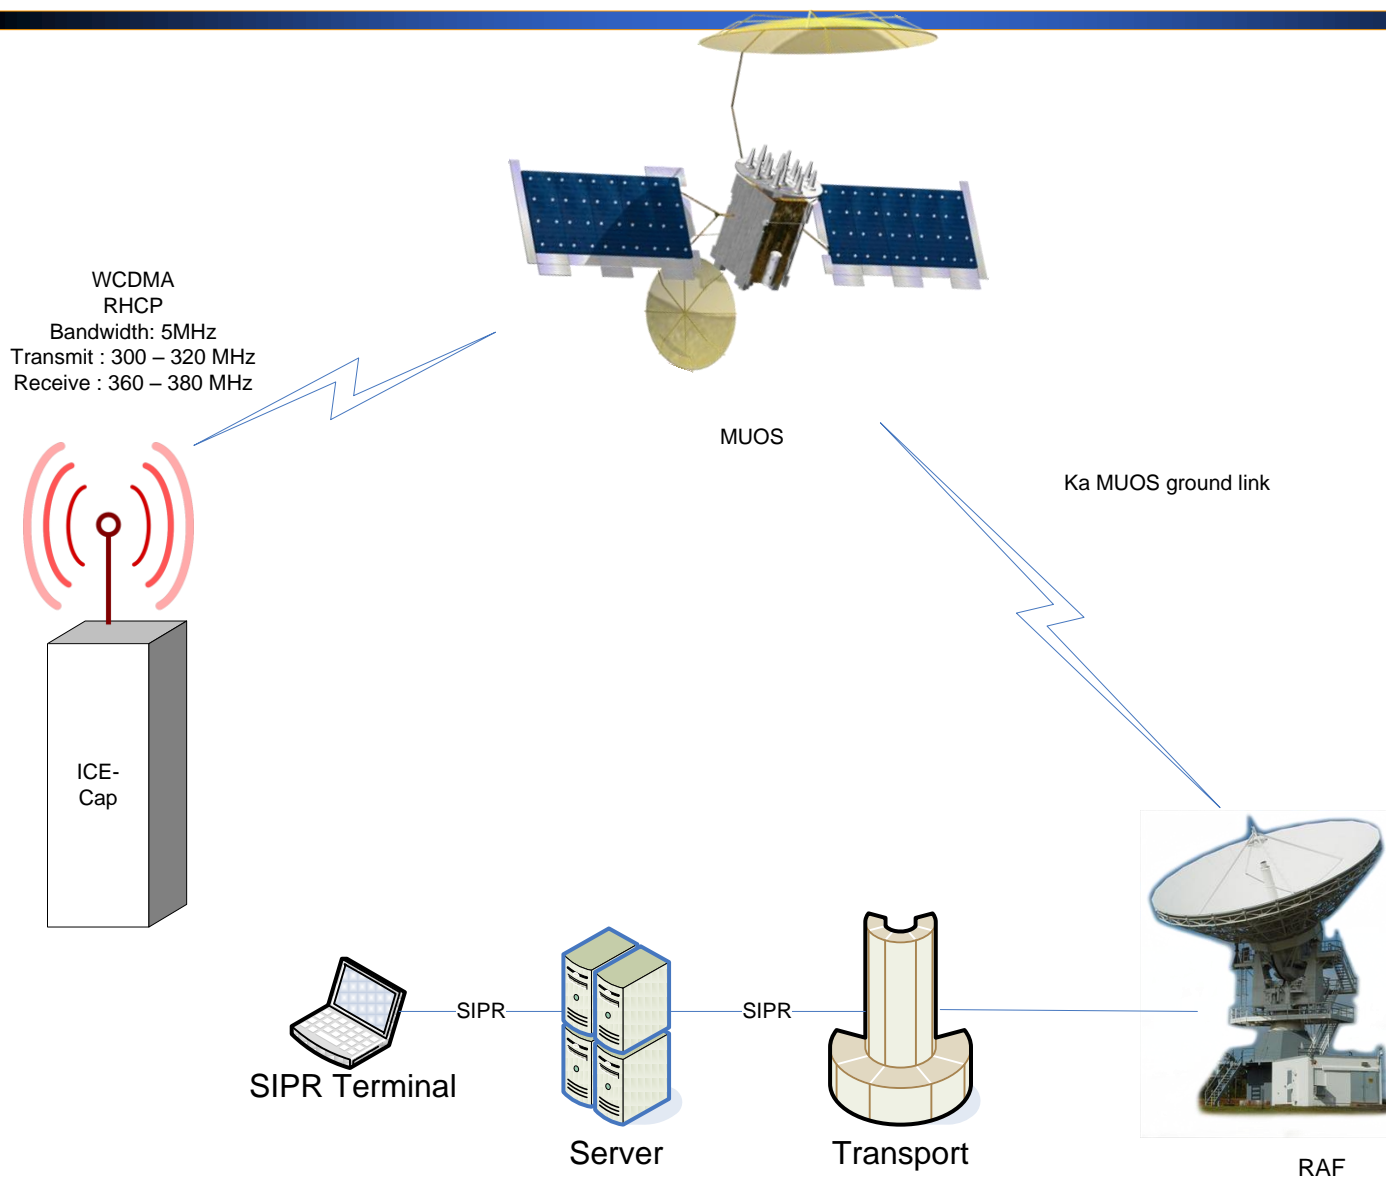 WCDMA
RHCP
Bandwidth: 5MHz
Transmit : 300 – 320 MHz
Receive : 360 – 380 MHz
MUOS
Ka MUOS ground link
ICE-
Cap
SIPR
SIPR
SIPR Terminal
Server
Transport
RAF